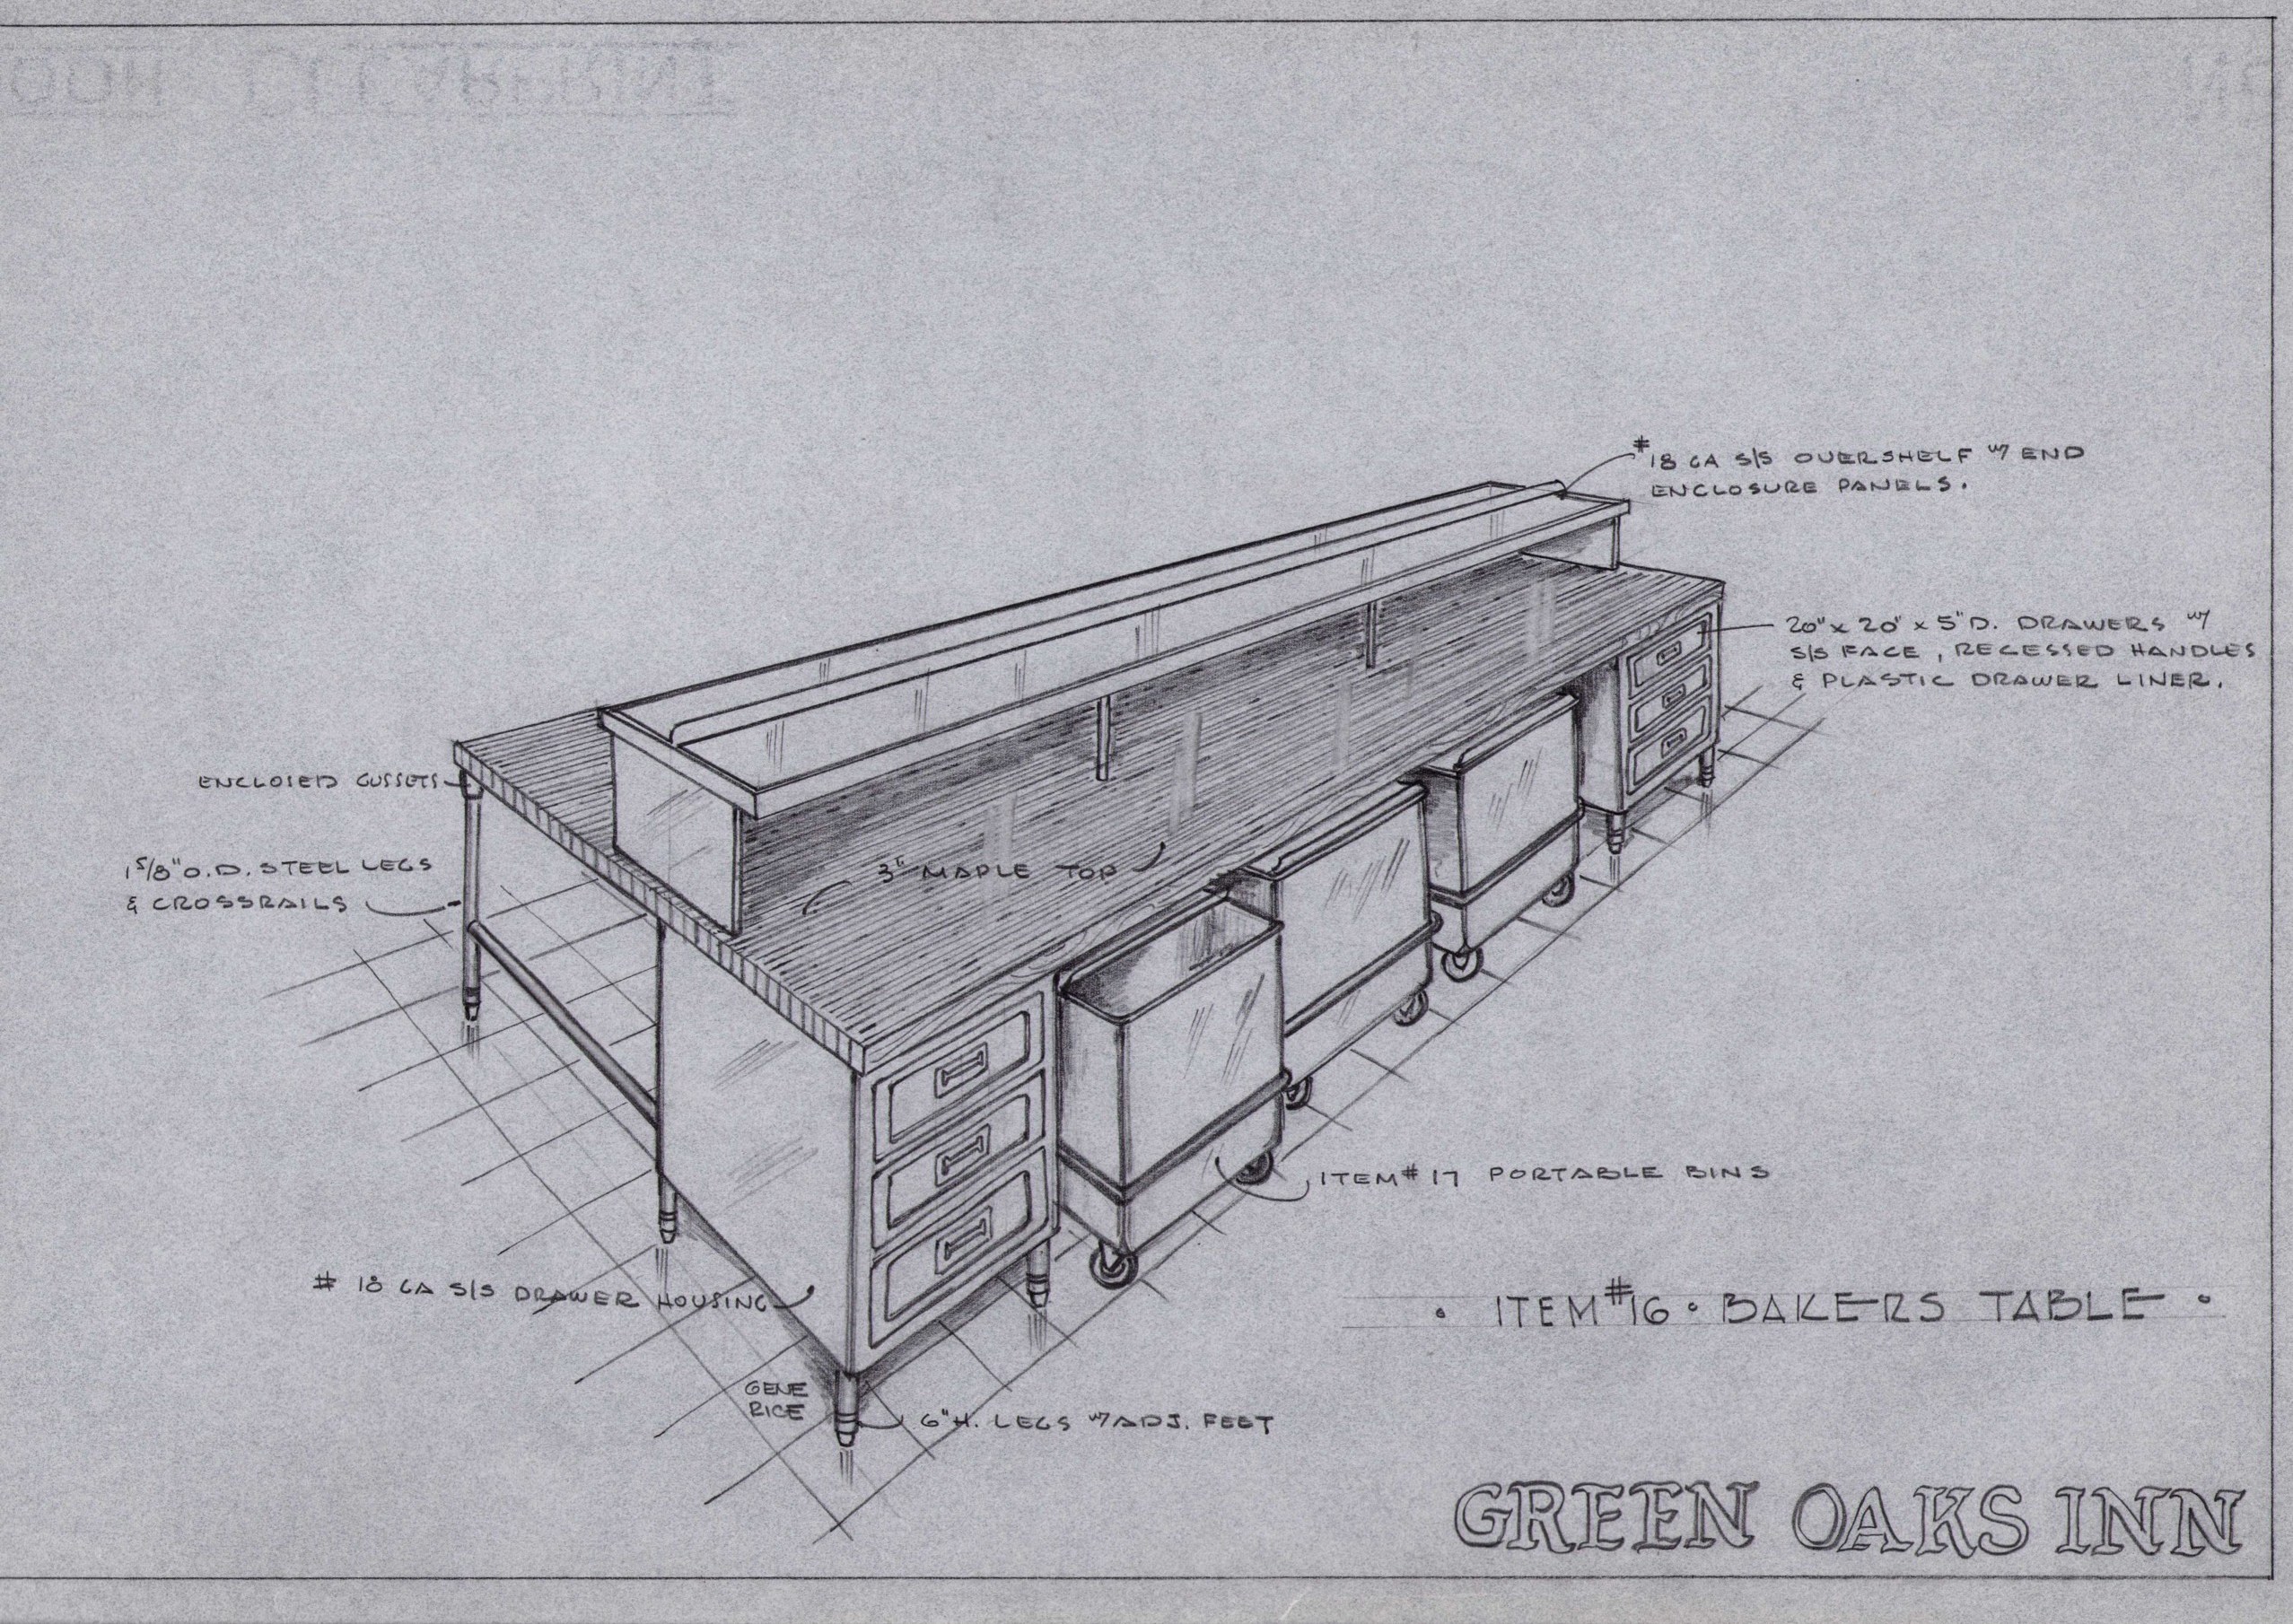 CLEARPRINT
#18 GA S/S OVERSHELF W/ END
ENCLOSURE PANELS.
20" x 20" x 5" D. DRAWERS W/
S/S FACE, RECESSED HANDLES
& PLASTIC DRAWER LINER.
ENCLOSED GUSSETS
1 5/8" O.D. STEEL LEGS
& CROSSRAILS
3" MAPLE TOP
ITEM # 17 PORTABLE BINS
# 18 GA S/S DRAWER HOUSING
• ITEM #16 • BAKERS TABLE •
GENE
RICE
6" H. LEGS W/ ADJ. FEET
GREEN OAKS INN